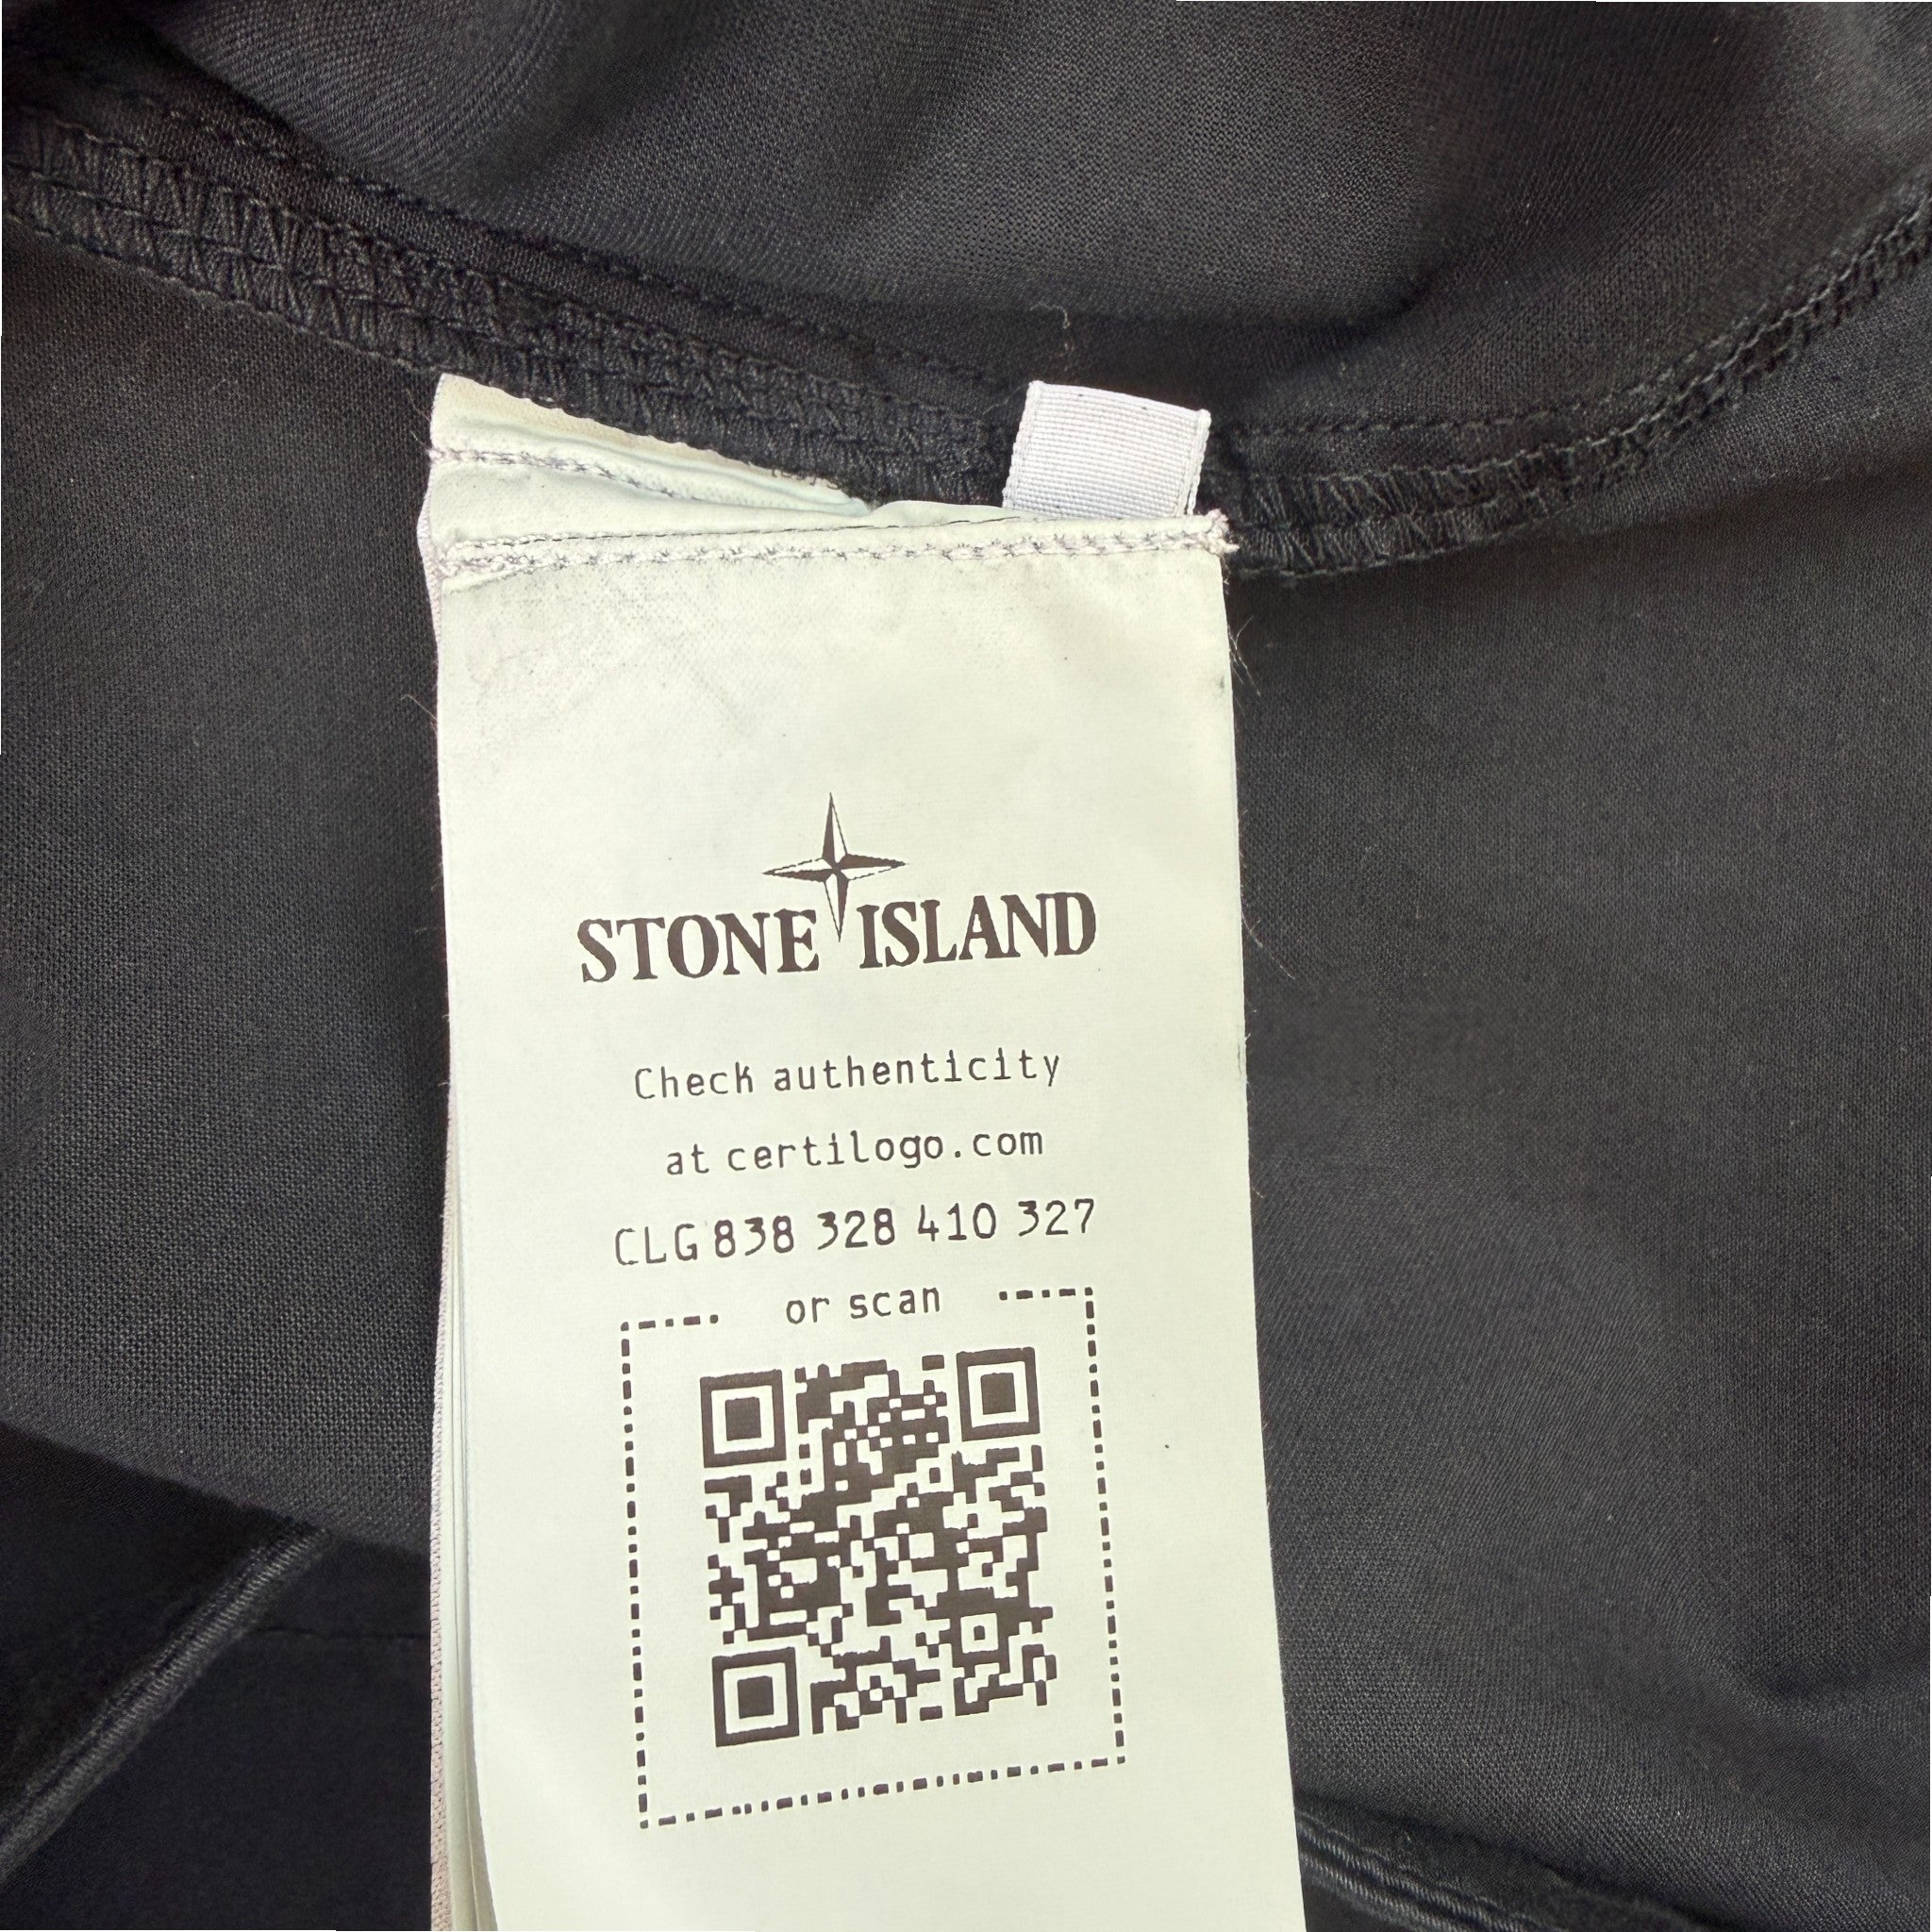 STONE ISLAND
Check authenticity
at certilogo.com
CLG 838 328 410 327
or scan